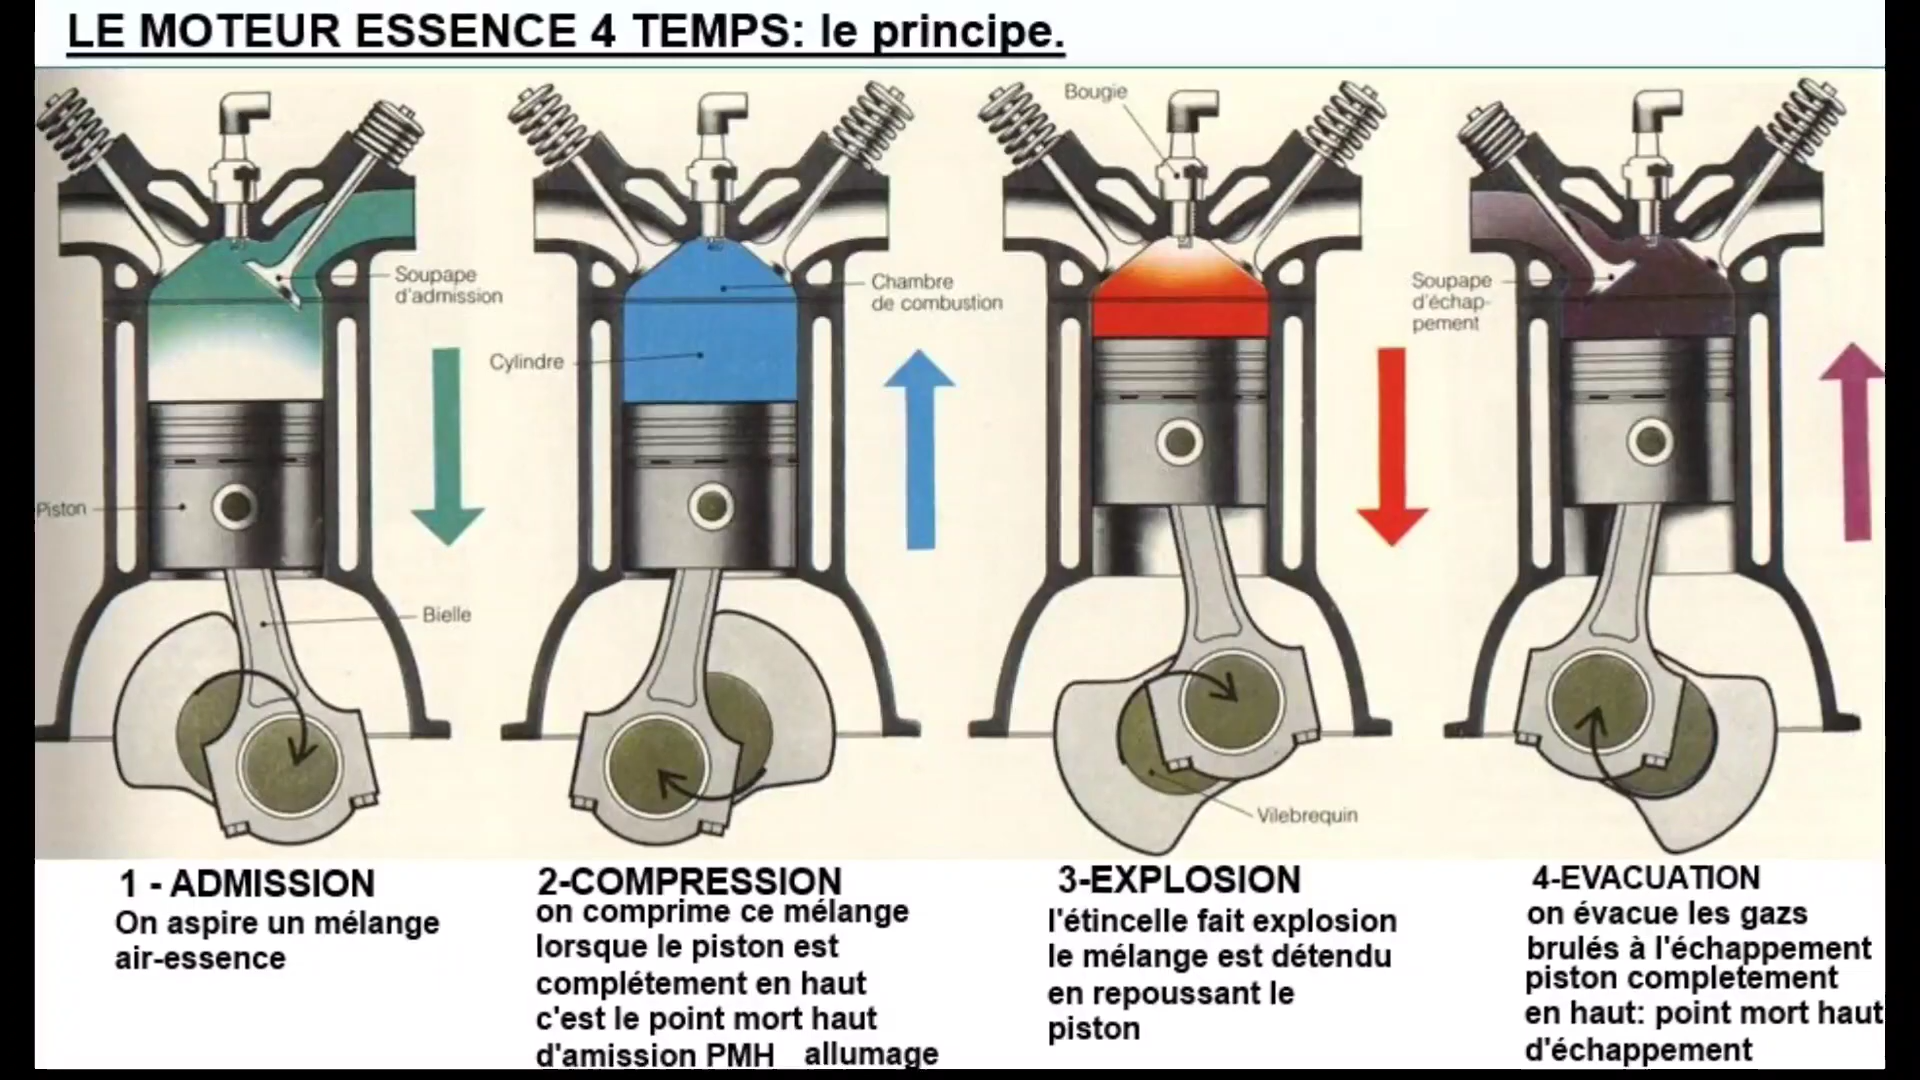 LE MOTEUR ESSENCE 4 TEMPS: le principe.
Bougie
Soupape
d'admission
Chambre
de combustion
Soupape
d'échap-
pement
Cylindre
Piston
Bielle
Vilebrequin
1 - ADMISSION
On aspire un mélange
air-essence
2-COMPRESSION
on comprime ce mélange
lorsque le piston est
complétement en haut
c'est le point mort haut
d'amission PMH allumage
3-EXPLOSION
l'étincelle fait explosion
le mélange est détendu
en repoussant le
piston
4-EVACUATION
on évacue les gazs
brulés à l'échappement
piston completement
en haut: point mort haut
d'échappement